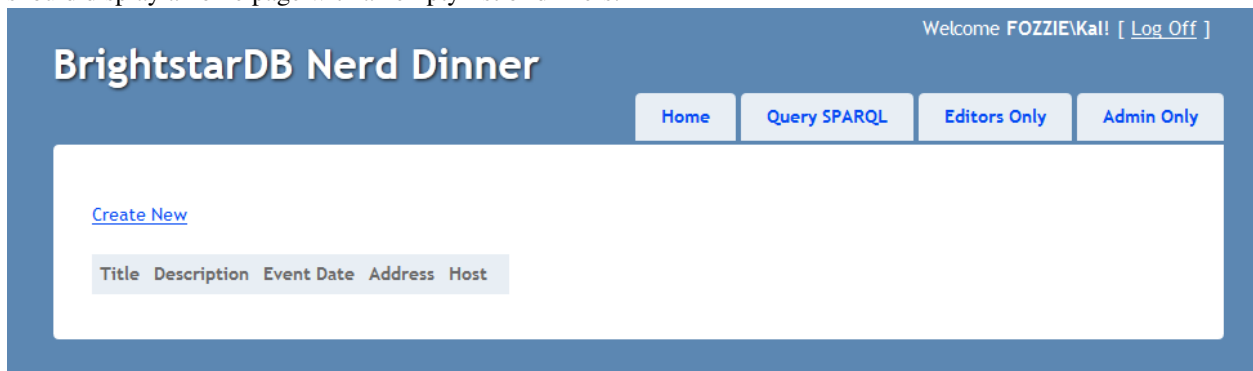 Welcome FOZZIE\Kal! [ Log Off ]
BrightstarDB Nerd Dinner
Home Query SPARQL Editors Only Admin Only
Create New
Title Description Event Date Address Host